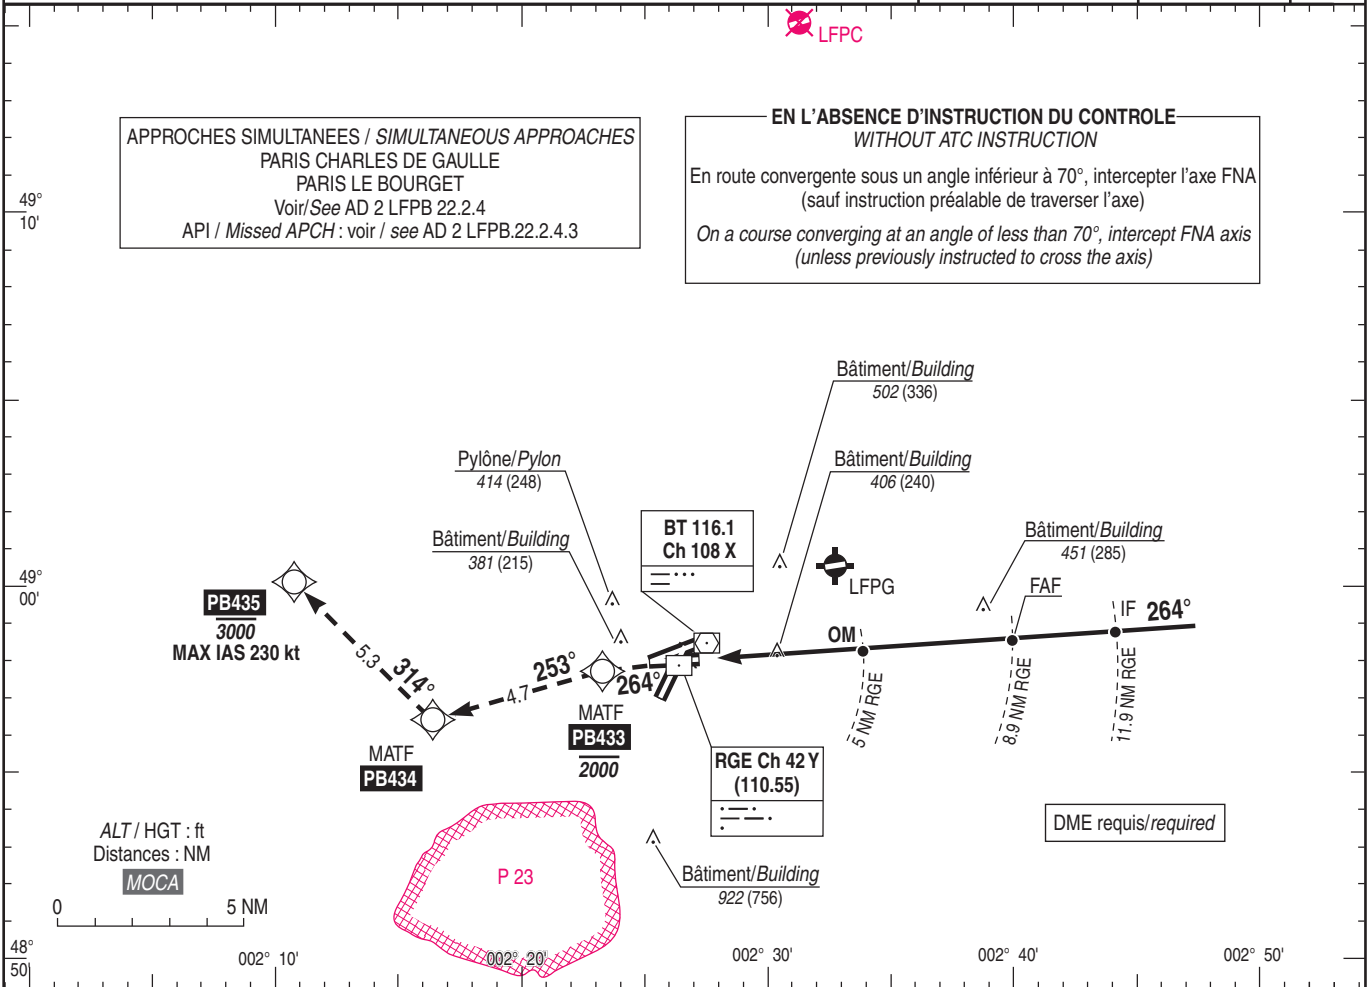 LFPC
APPROCHES SIMULTANEES / SIMULTANEOUS APPROACHES
PARIS CHARLES DE GAULLE
PARIS LE BOURGET
Voir/See AD 2 LFPB 22.2.4
API / Missed APCH : voir / see AD 2 LFPB.22.2.4.3
EN L'ABSENCE D'INSTRUCTION DU CONTROLE
WITHOUT ATC INSTRUCTION
En route convergente sous un angle inférieur à 70°, intercepter l'axe FNA
(sauf instruction préalable de traverser l'axe)
On a course converging at an angle of less than 70°, intercept FNA axis
(unless previously instructed to cross the axis)
49°
10'
Bâtiment/Building
502 (336)
Pylône/Pylon
414 (248)
Bâtiment/Building
406 (240)
Bâtiment/Building
381 (215)
BT 116.1
Ch 108 X
Bâtiment/Building
451 (285)
LFPG
FAF
49°
00'
PB435
3000
MAX IAS 230 kt
OM
IF
264°
5.3
314°
253°
4.7
264°
5 NM RGE
8.9 NM RGE
11.9 NM RGE
MATF
PB433
2000
MATF
PB434
RGE Ch 42 Y
(110.55)
DME requis/required
ALT / HGT : ft
Distances : NM
MOCA
0
5 NM
P 23
Bâtiment/Building
922 (756)
48°
50'
002° 10'
002° 20'
002° 30'
002° 40'
002° 50'